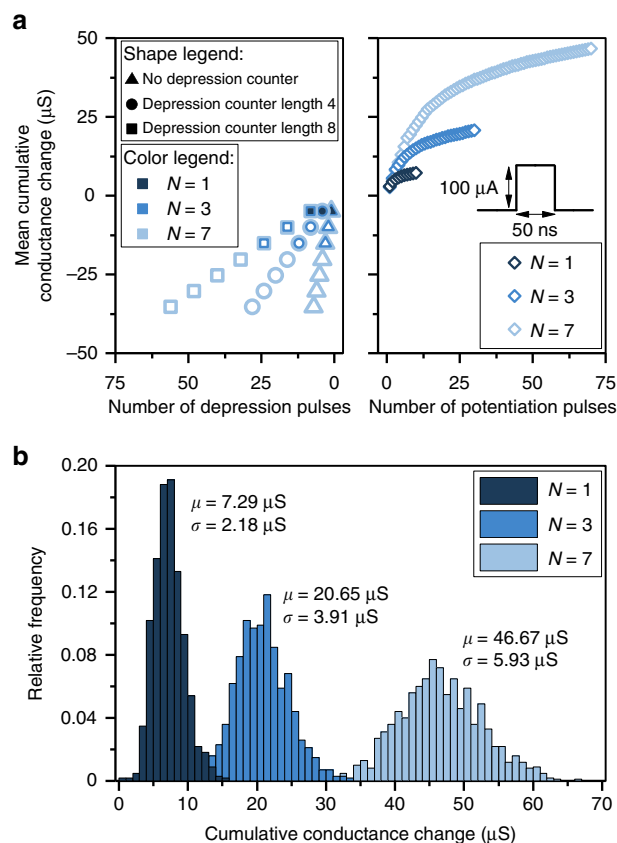 a
Mean cumulative
conductance change (μS)
50
25
0
−25
−50
Shape legend:
No depression counter
Depression counter length 4
Depression counter length 8
Color legend:
N = 1
N = 3
N = 7
75
50
25
0
Number of depression pulses
100 μA
50 ns
N = 1
N = 3
N = 7
0
25
50
75
Number of potentiation pulses
b
Relative frequency
0.20
0.16
0.12
0.08
0.04
0
μ = 7.29 μS
σ = 2.18 μS
μ = 20.65 μS
σ = 3.91 μS
μ = 46.67 μS
σ = 5.93 μS
N = 1
N = 3
N = 7
0
10
20
30
40
50
60
70
Cumulative conductance change (μS)